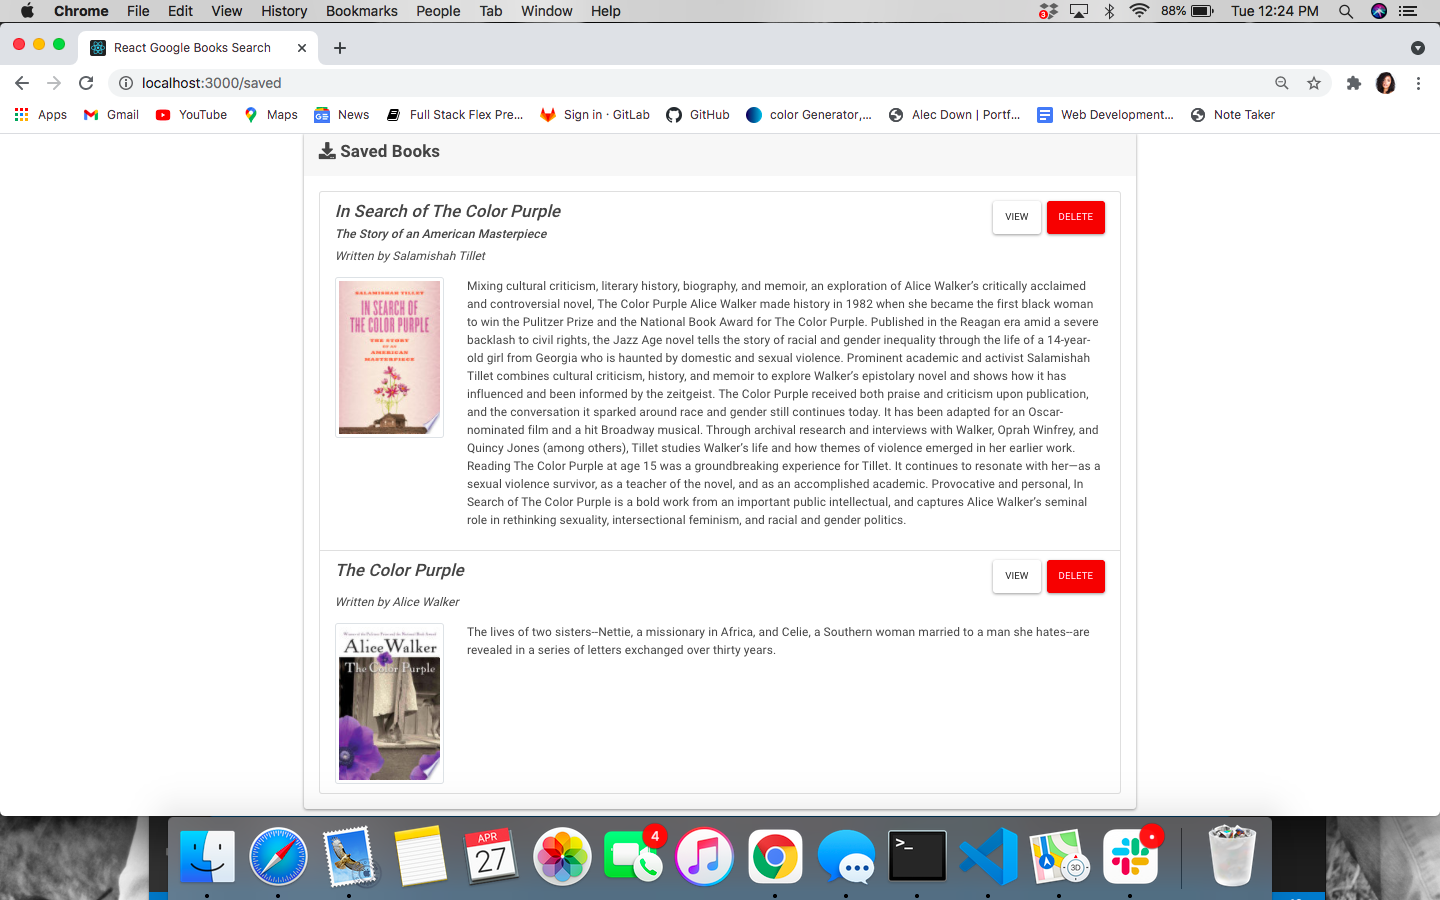 Chrome File Edit View History Bookmarks People Tab Window Help
3 88% Tue 12:24 PM
React Google Books Search
localhost:3000/saved
Apps Gmail YouTube Maps News Full Stack Flex Pre... Sign in · GitLab GitHub color Generator,... Alec Down | Portf... Web Development... Note Taker
Saved Books
In Search of The Color Purple
VIEW DELETE
The Story of an American Masterpiece
Written by Salamishah Tillet
SALAMISHAH TILLET
IN SEARCH OF
THE COLOR PURPLE
THE STORY
OF AN
AMERICAN
MASTERPIECE
Mixing cultural criticism, literary history, biography, and memoir, an exploration of Alice Walker’s critically acclaimed
and controversial novel, The Color Purple Alice Walker made history in 1982 when she became the first black woman
to win the Pulitzer Prize and the National Book Award for The Color Purple. Published in the Reagan era amid a severe
backlash to civil rights, the Jazz Age novel tells the story of racial and gender inequality through the life of a 14-year-
old girl from Georgia who is haunted by domestic and sexual violence. Prominent academic and activist Salamishah
Tillet combines cultural criticism, history, and memoir to explore Walker’s epistolary novel and shows how it has
influenced and been informed by the zeitgeist. The Color Purple received both praise and criticism upon publication,
and the conversation it sparked around race and gender still continues today. It has been adapted for an Oscar-
nominated film and a hit Broadway musical. Through archival research and interviews with Walker, Oprah Winfrey, and
Quincy Jones (among others), Tillet studies Walker’s life and how themes of violence emerged in her earlier work.
Reading The Color Purple at age 15 was a groundbreaking experience for Tillet. It continues to resonate with her—as a
sexual violence survivor, as a teacher of the novel, and as an accomplished academic. Provocative and personal, In
Search of The Color Purple is a bold work from an important public intellectual, and captures Alice Walker’s seminal
role in rethinking sexuality, intersectional feminism, and racial and gender politics.
The Color Purple
VIEW DELETE
Written by Alice Walker
Winner of the Pulitzer Prize and the National Book Award
Alice Walker
The Color Purple
The lives of two sisters--Nettie, a missionary in Africa, and Celie, a Southern woman married to a man she hates--are
revealed in a series of letters exchanged over thirty years.
APR
27
4
>_
3D